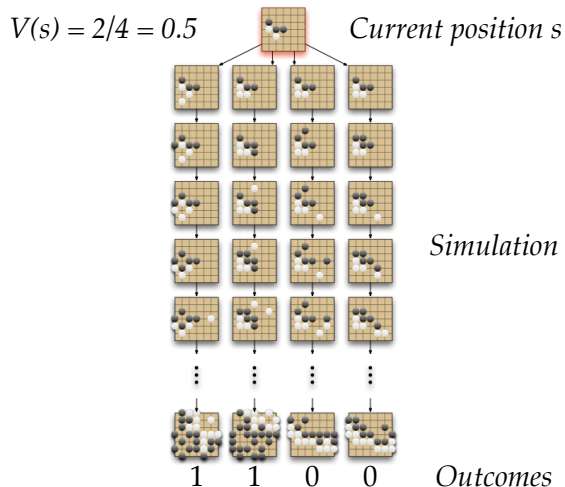 V(s) = 2/4 = 0.5
Current position s
Simulation
1 1 0 0
Outcomes